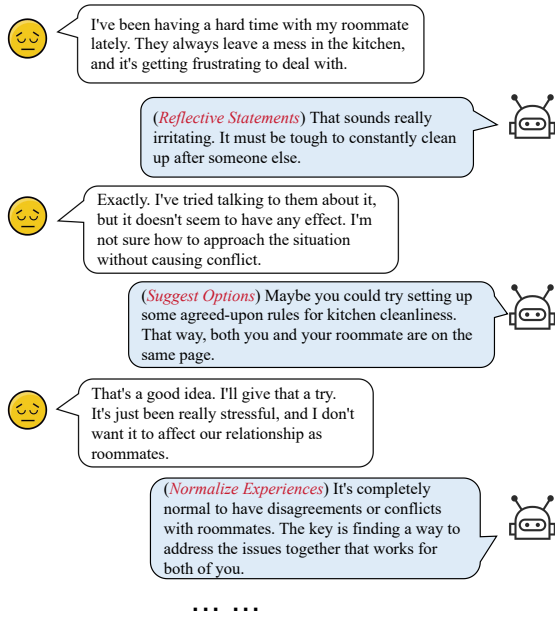 I've been having a hard time with my roommate
lately. They always leave a mess in the kitchen,
and it's getting frustrating to deal with.
(Reflective Statements) That sounds really
irritating. It must be tough to constantly clean
up after someone else.
Exactly. I've tried talking to them about it,
but it doesn't seem to have any effect. I'm
not sure how to approach the situation
without causing conflict.
(Suggest Options) Maybe you could try setting up
some agreed-upon rules for kitchen cleanliness.
That way, both you and your roommate are on the
same page.
That's a good idea. I'll give that a try.
It's just been really stressful, and I don't
want it to affect our relationship as
roommates.
(Normalize Experiences) It's completely
normal to have disagreements or conflicts
with roommates. The key is finding a way to
address the issues together that works for
both of you.
... ...